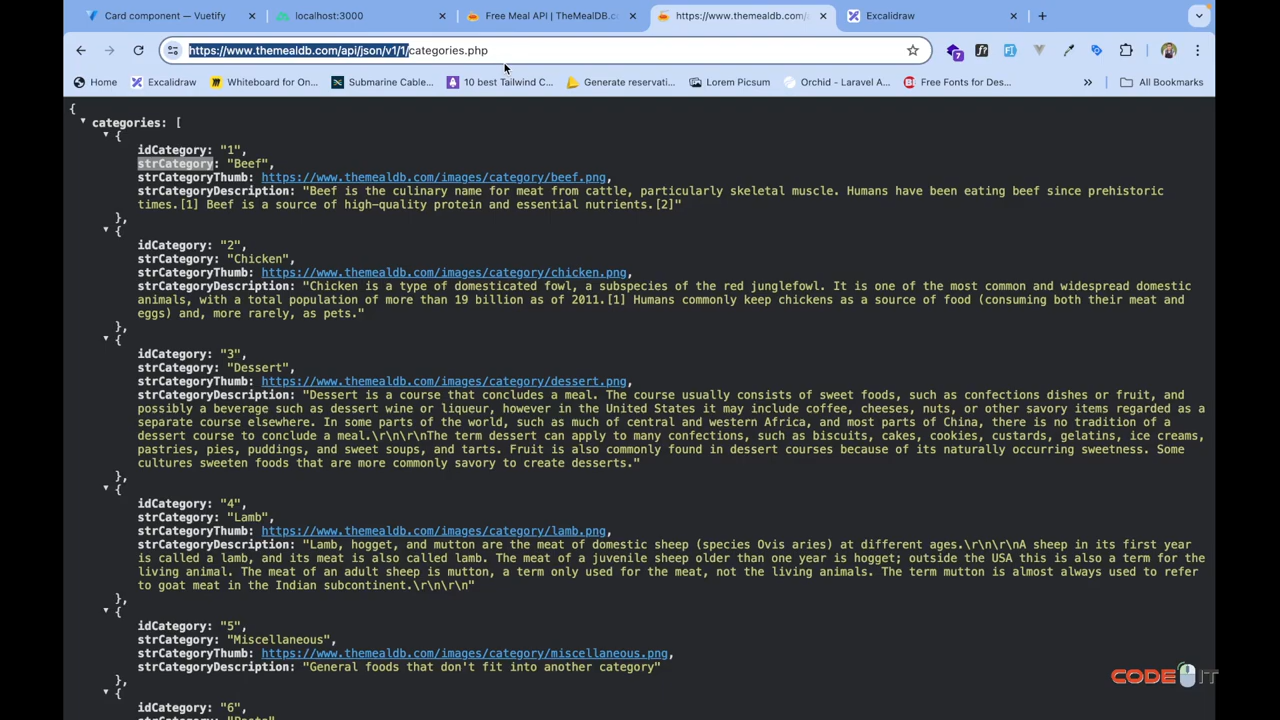 Card component — Vuetify
localhost:3000
Free Meal API | TheMealDB.c
https://www.themealdb.com/a
Excalidraw
https://www.themealdb.com/api/json/v1/1/categories.php
7
Home
Excalidraw
Whiteboard for On...
Submarine Cable...
10 best Tailwind C...
Generate reservati...
Lorem Picsum
Orchid - Laravel A...
Free Fonts for Des...
»
All Bookmarks
{
categories: [
{
idCategory: "1",
strCategory: "Beef",
strCategoryThumb: https://www.themealdb.com/images/category/beef.png,
strCategoryDescription: "Beef is the culinary name for meat from cattle, particularly skeletal muscle. Humans have been eating beef since prehistoric
times.[1] Beef is a source of high-quality protein and essential nutrients.[2]"
},
{
idCategory: "2",
strCategory: "Chicken",
strCategoryThumb: https://www.themealdb.com/images/category/chicken.png,
strCategoryDescription: "Chicken is a type of domesticated fowl, a subspecies of the red junglefowl. It is one of the most common and widespread domestic
animals, with a total population of more than 19 billion as of 2011.[1] Humans commonly keep chickens as a source of food (consuming both their meat and
eggs) and, more rarely, as pets."
},
{
idCategory: "3",
strCategory: "Dessert",
strCategoryThumb: https://www.themealdb.com/images/category/dessert.png,
strCategoryDescription: "Dessert is a course that concludes a meal. The course usually consists of sweet foods, such as confections dishes or fruit, and
possibly a beverage such as dessert wine or liqueur, however in the United States it may include coffee, cheeses, nuts, or other savory items regarded as a
separate course elsewhere. In some parts of the world, such as much of central and western Africa, and most parts of China, there is no tradition of a
dessert course to conclude a meal.\r\n\r\nThe term dessert can apply to many confections, such as biscuits, cakes, cookies, custards, gelatins, ice creams,
pastries, pies, puddings, and sweet soups, and tarts. Fruit is also commonly found in dessert courses because of its naturally occurring sweetness. Some
cultures sweeten foods that are more commonly savory to create desserts."
},
{
idCategory: "4",
strCategory: "Lamb",
strCategoryThumb: https://www.themealdb.com/images/category/lamb.png,
strCategoryDescription: "Lamb, hogget, and mutton are the meat of domestic sheep (species Ovis aries) at different ages.\r\n\r\nA sheep in its first year
is called a lamb, and its meat is also called lamb. The meat of a juvenile sheep older than one year is hogget; outside the USA this is also a term for the
living animal. The meat of an adult sheep is mutton, a term only used for the meat, not the living animals. The term mutton is almost always used to refer
to goat meat in the Indian subcontinent.\r\n\r\n"
},
{
idCategory: "5",
strCategory: "Miscellaneous",
strCategoryThumb: https://www.themealdb.com/images/category/miscellaneous.png,
strCategoryDescription: "General foods that don't fit into another category"
},
{
idCategory: "6",
CODE IT